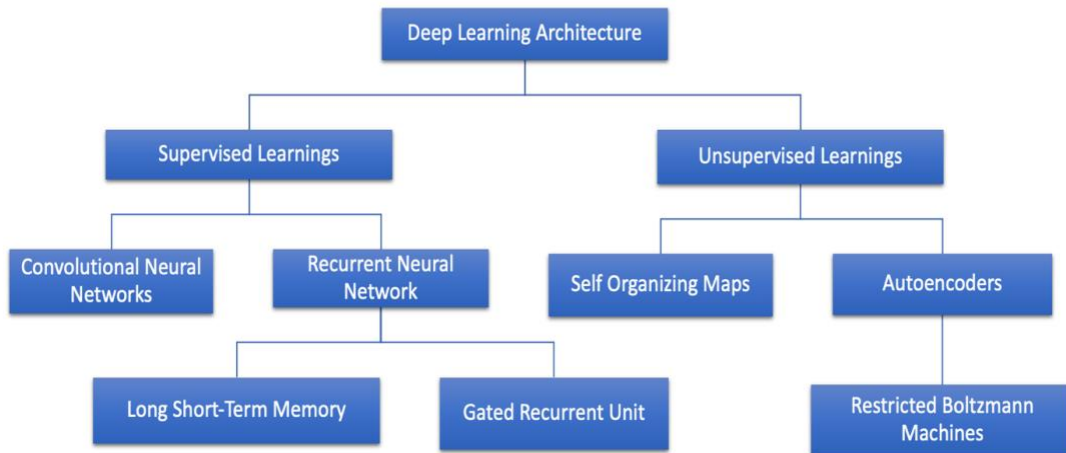 Deep Learning Architecture
Supervised Learnings
Unsupervised Learnings
Convolutional Neural
Networks
Recurrent Neural
Network
Self Organizing Maps
Autoencoders
Long Short-Term Memory
Gated Recurrent Unit
Restricted Boltzmann
Machines